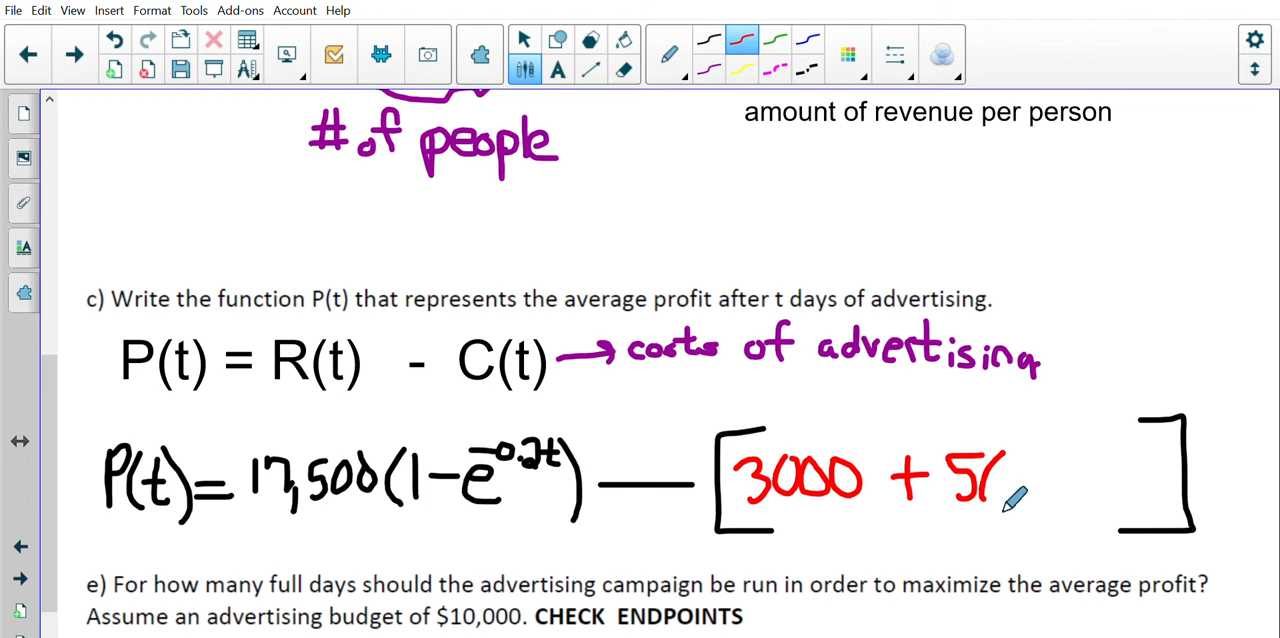 File Edit View Insert Format Tools Add-ons Account Help
amount of revenue per person
# of people
c) Write the function P(t) that represents the average profit after t days of advertising.
P(t) = R(t) - C(t) → costs of advertising
P(t) = 17,500(1 - e^-0.2t) - [3000 + 50 ]
e) For how many full days should the advertising campaign be run in order to maximize the average profit?
Assume an advertising budget of $10,000. CHECK ENDPOINTS